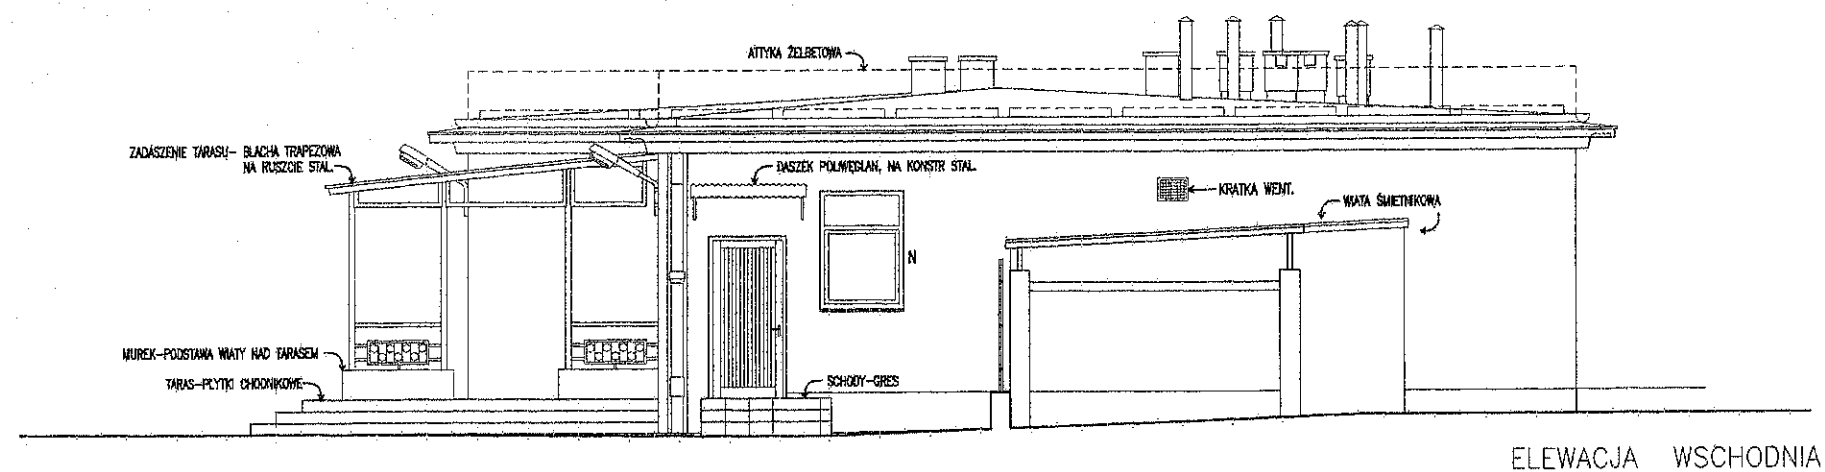 ATTYKA ŻELBETOWA
ZADASZENIE TARASU- BLACHA TRAPEZOWA
NA RUSZCIE STAL.
DASZEK POLIWĘGLAN. NA KONSTR STAL.
KRATKA WENT.
WIATA ŚMIETNIKOWA
N
MUREK-PODSTAWA WIATY NAD TARASEM
TARAS-PŁYTKI CHODNIKOWE
SCHODY-GRES
ELEWACJA WSCHODNIA